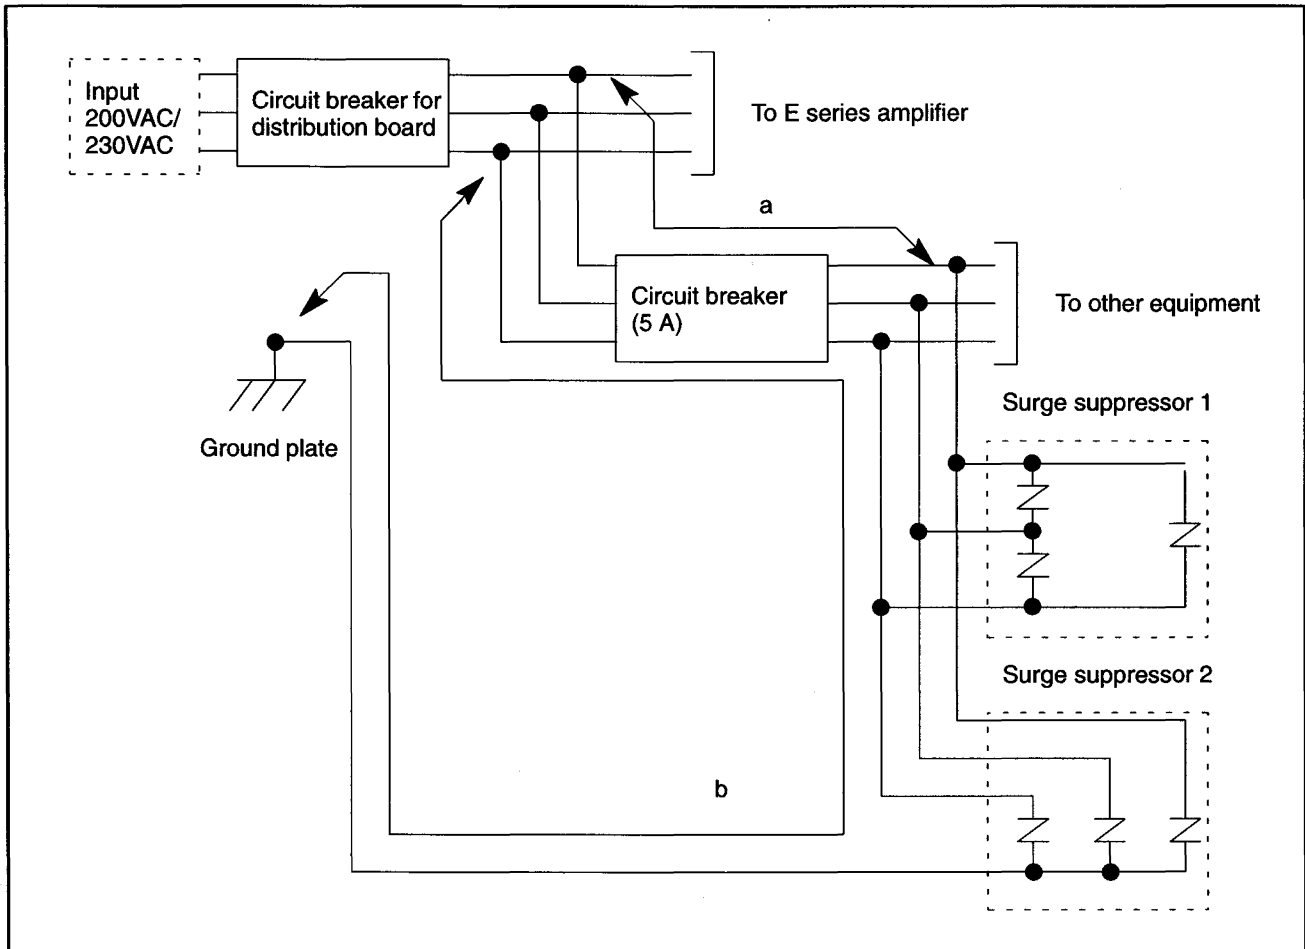 Input
200VAC/
230VAC
Circuit breaker for
distribution board
To E series amplifier
a
Circuit breaker
(5 A)
To other equipment
Ground plate
Surge suppressor 1
Surge suppressor 2
b